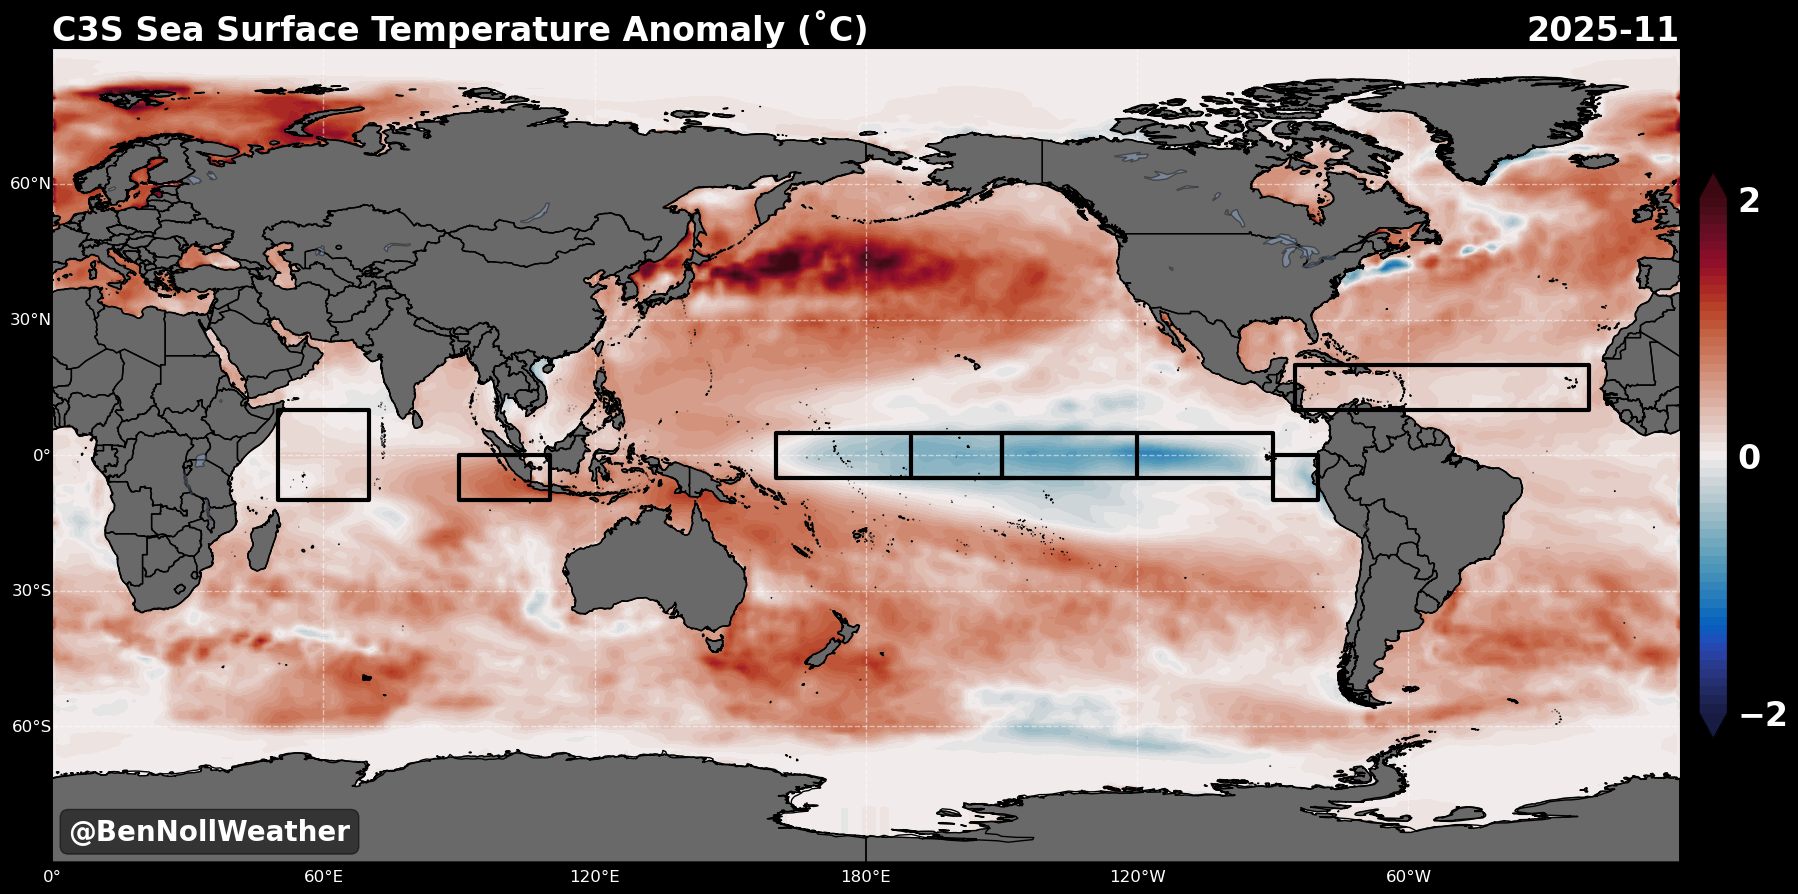 C3S Sea Surface Temperature Anomaly (˚C)
2025-11
60°N
30°N
0°
30°S
60°S
2
0
−2
@BenNollWeather
0°
60°E
120°E
180°E
120°W
60°W